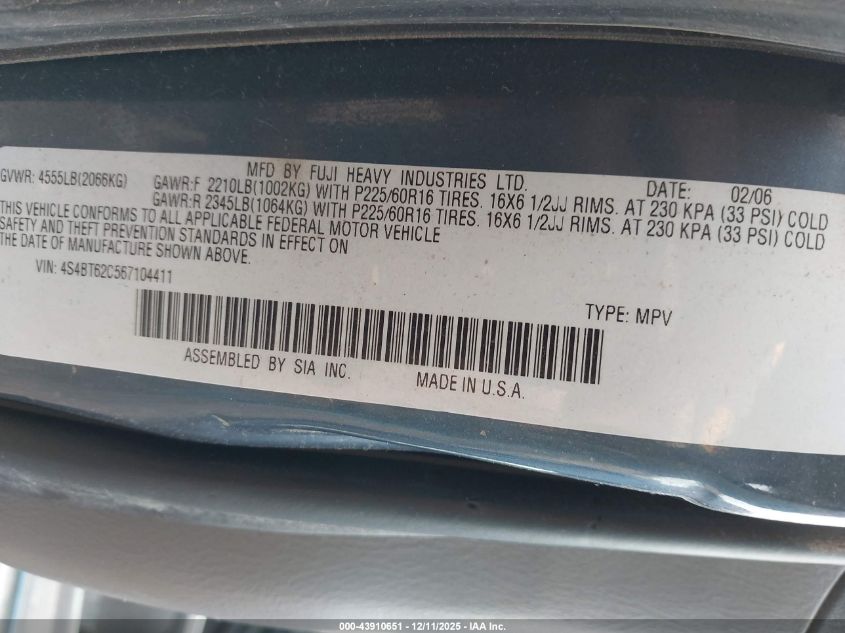 MFD BY FUJI HEAVY INDUSTRIES LTD. DATE: 02/06
GVWR: 4555LB(2066KG) GAWR:F 2210LB(1002KG) WITH P225/60R16 TIRES. 16X6 1/2JJ RIMS. AT 230 KPA (33 PSI) COLD
GAWR:R 2345LB(1064KG) WITH P225/60R16 TIRES. 16X6 1/2JJ RIMS. AT 230 KPA (33 PSI) COLD
THIS VEHICLE CONFORMS TO ALL APPLICABLE FEDERAL MOTOR VEHICLE
SAFETY AND THEFT PREVENTION STANDARDS IN EFFECT ON
THE DATE OF MANUFACTURE SHOWN ABOVE.
VIN: 4S4BT62C567104411 TYPE: MPV
ASSEMBLED BY SIA INC. MADE IN U.S.A.
000-43910651 - 12/11/2025 - IAA Inc.